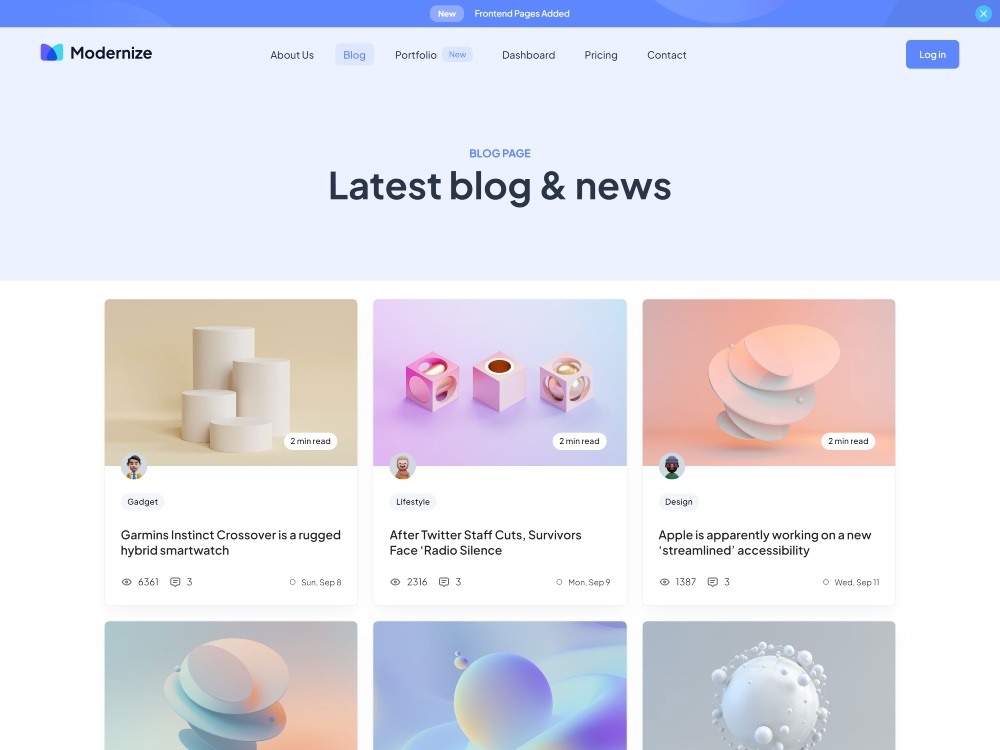 New Frontend Pages Added
Modernize About Us Blog Portfolio New Dashboard Pricing Contact Log in
BLOG PAGE
Latest blog & news
2 min read
Gadget
Garmins Instinct Crossover is a rugged
hybrid smartwatch
6361 3 Sun, Sep 8
2 min read
Lifestyle
After Twitter Staff Cuts, Survivors
Face ‘Radio Silence
2316 3 Mon, Sep 9
2 min read
Design
Apple is apparently working on a new
‘streamlined’ accessibility
1387 3 Wed, Sep 11